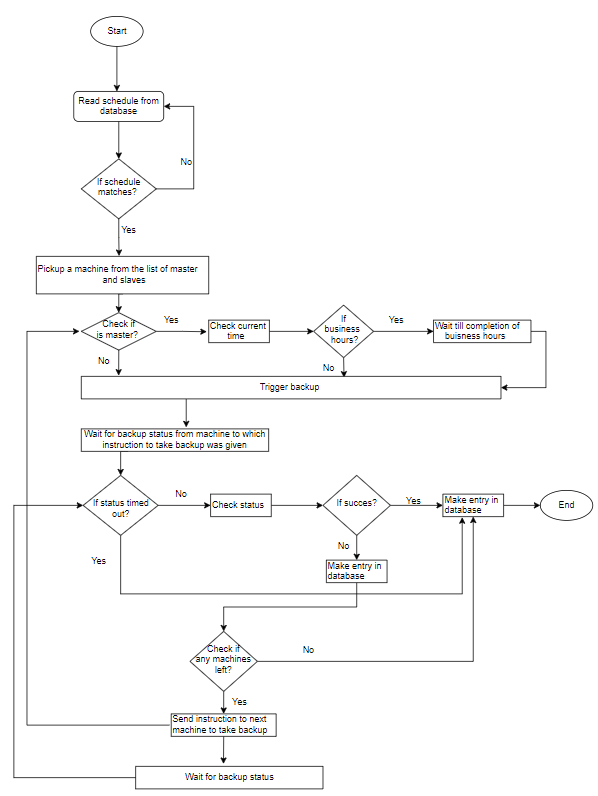 Start
Read schedule from
database
No
If schedule
matches?
Yes
Pickup a machine from the list of master
and slaves
Check if
is master?
Yes
Check current
time
If
business
hours?
Yes
Wait till completion of
buisness hours
No
No
Trigger backup
Wait for backup status from machine to which
instruction to take backup was given
If status timed
out?
No
Check status
If succes?
Yes
Make entry in
database
End
Yes
No
Make entry in
database
Check if
any machines
left?
No
Yes
Send instruction to next
machine to take backup
Wait for backup status